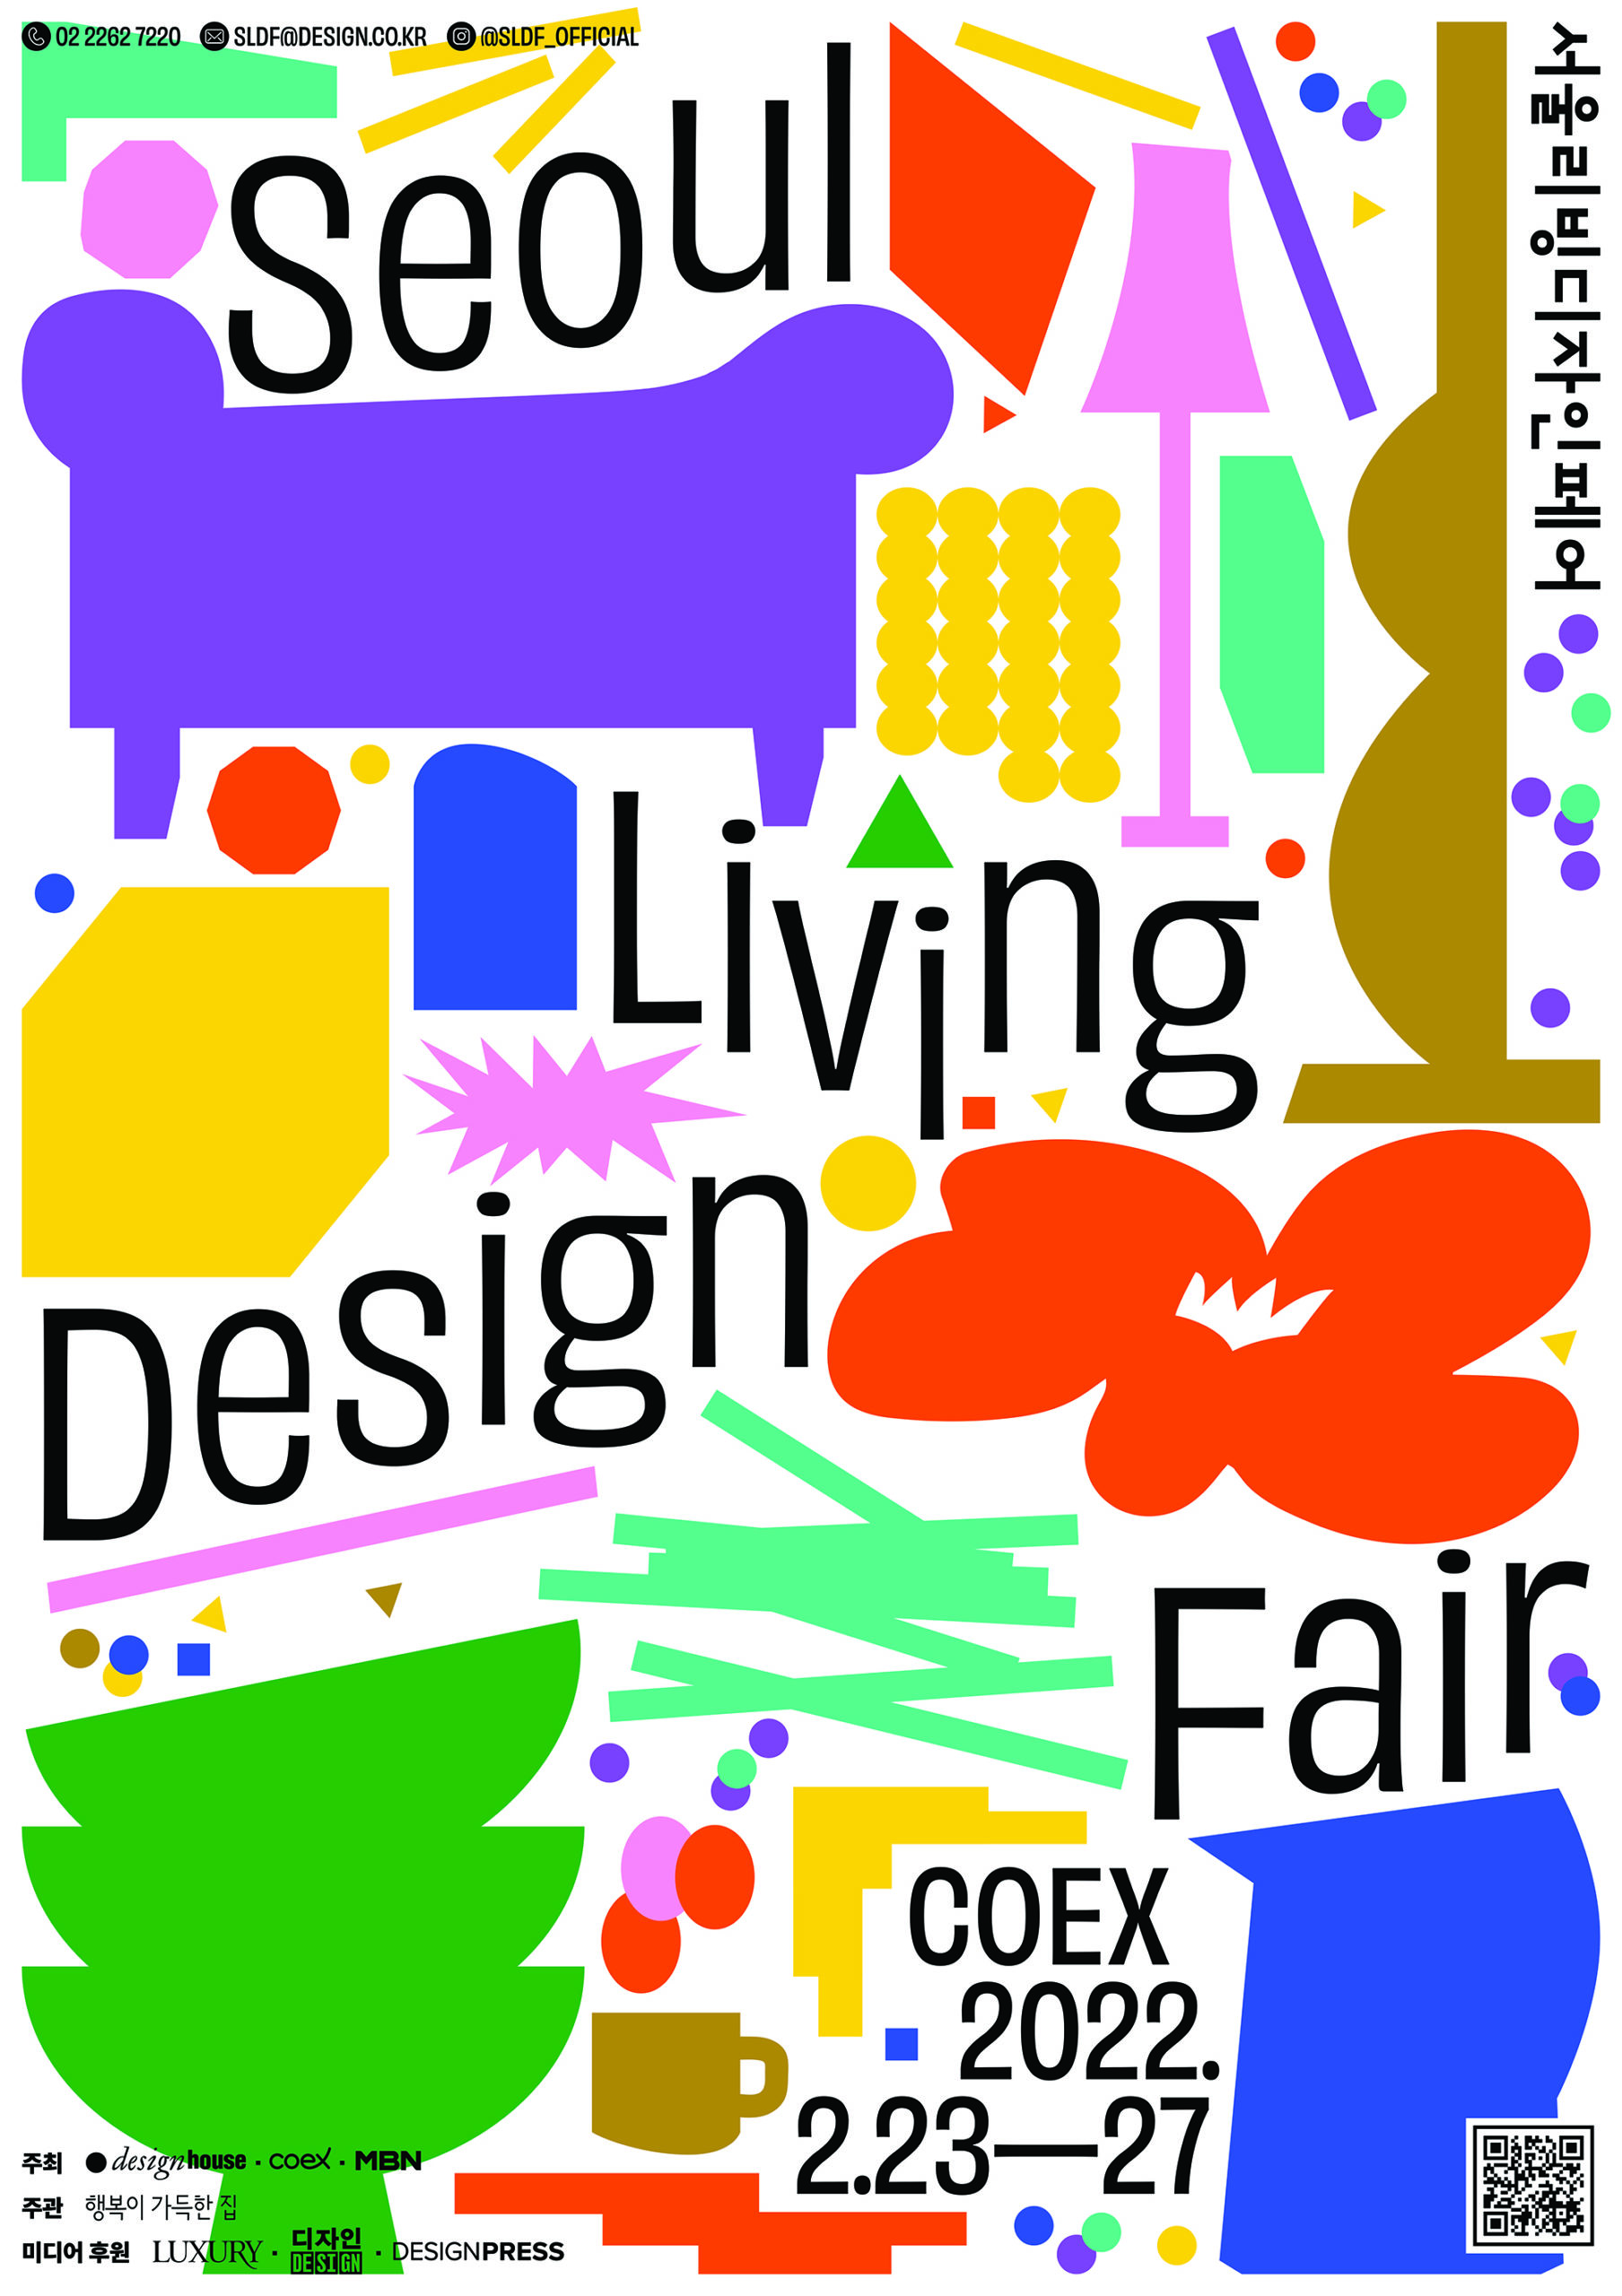 02 2262 7220 SLDF@DESIGN.CO.KR @SLDF_OFFICIAL
서울리빙디자인페어
Seoul
Living
Design
Fair
COEX
2022.
2.23—27
주최 designhouse · coex · MBN
주관 행복이 가득한 집
미디어 후원 LUXURY · 디자인 DESIGN · DESIGNPRESS